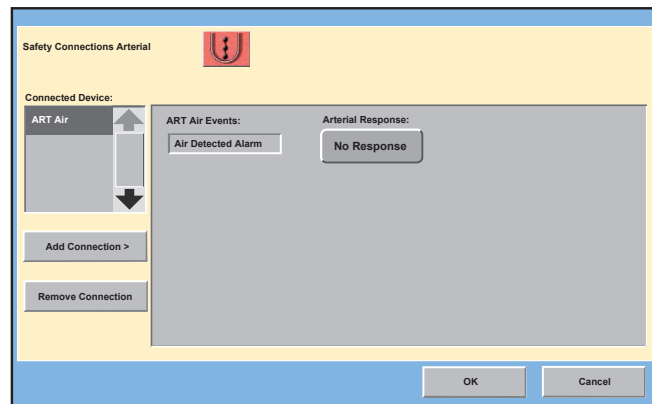 Safety Connections Arterial
Connected Device:
ART Air
ART Air Events:
Arterial Response:
Air Detected Alarm
No Response
Add Connection >
Remove Connection
OK
Cancel